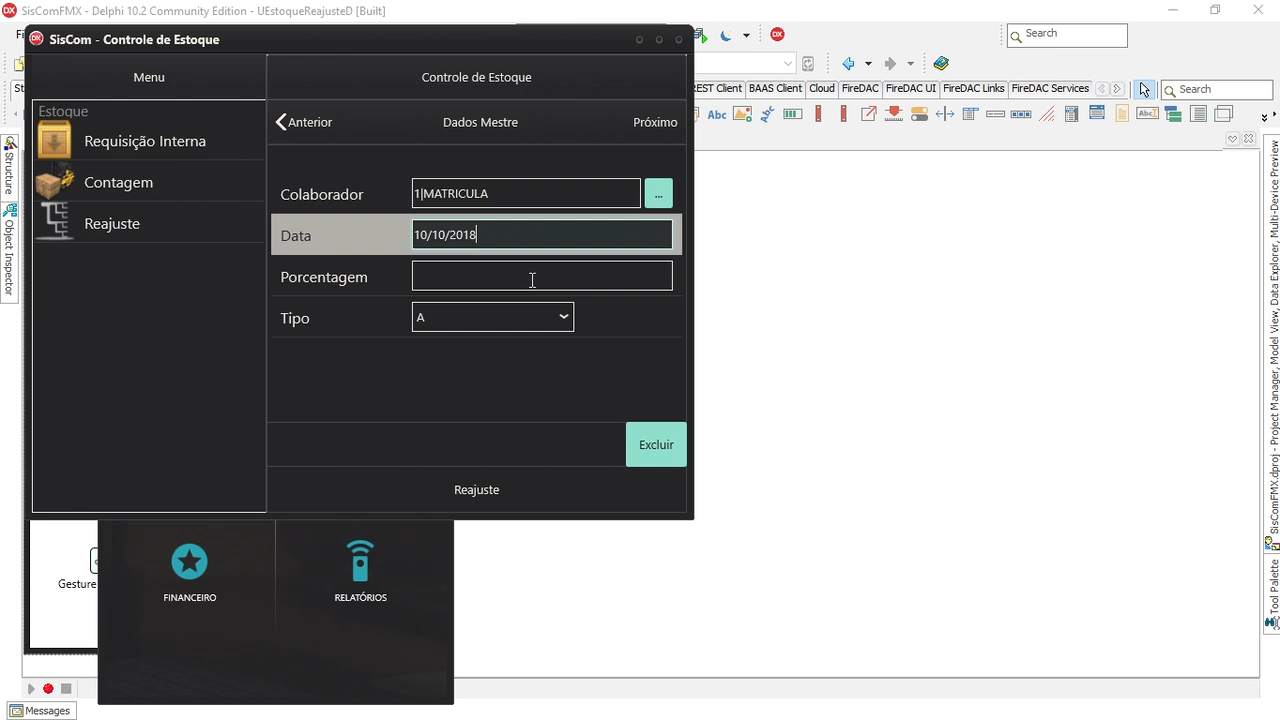 SisComFMX - Delphi 10.2 Community Edition - UEstoqueReajusteD [Built]
SisCom - Controle de Estoque
Search
REST Client
BAAS Client
Cloud
FireDAC
FireDAC UI
FireDAC Links
FireDAC Services
Search
Abc
Menu
Controle de Estoque
Estoque
Requisição Interna
Contagem
Reajuste
Anterior
Dados Mestre
Próximo
Colaborador
1|MATRICULA
...
Data
10/10/2018
Porcentagem
Tipo
A
Excluir
Reajuste
Gesture
FINANCEIRO
RELATÓRIOS
Structure
Object Inspector
SisComFMX.dproj - Project Manager, Model View, Data Explorer, Multi-Device Preview
Tool Palette
Messages